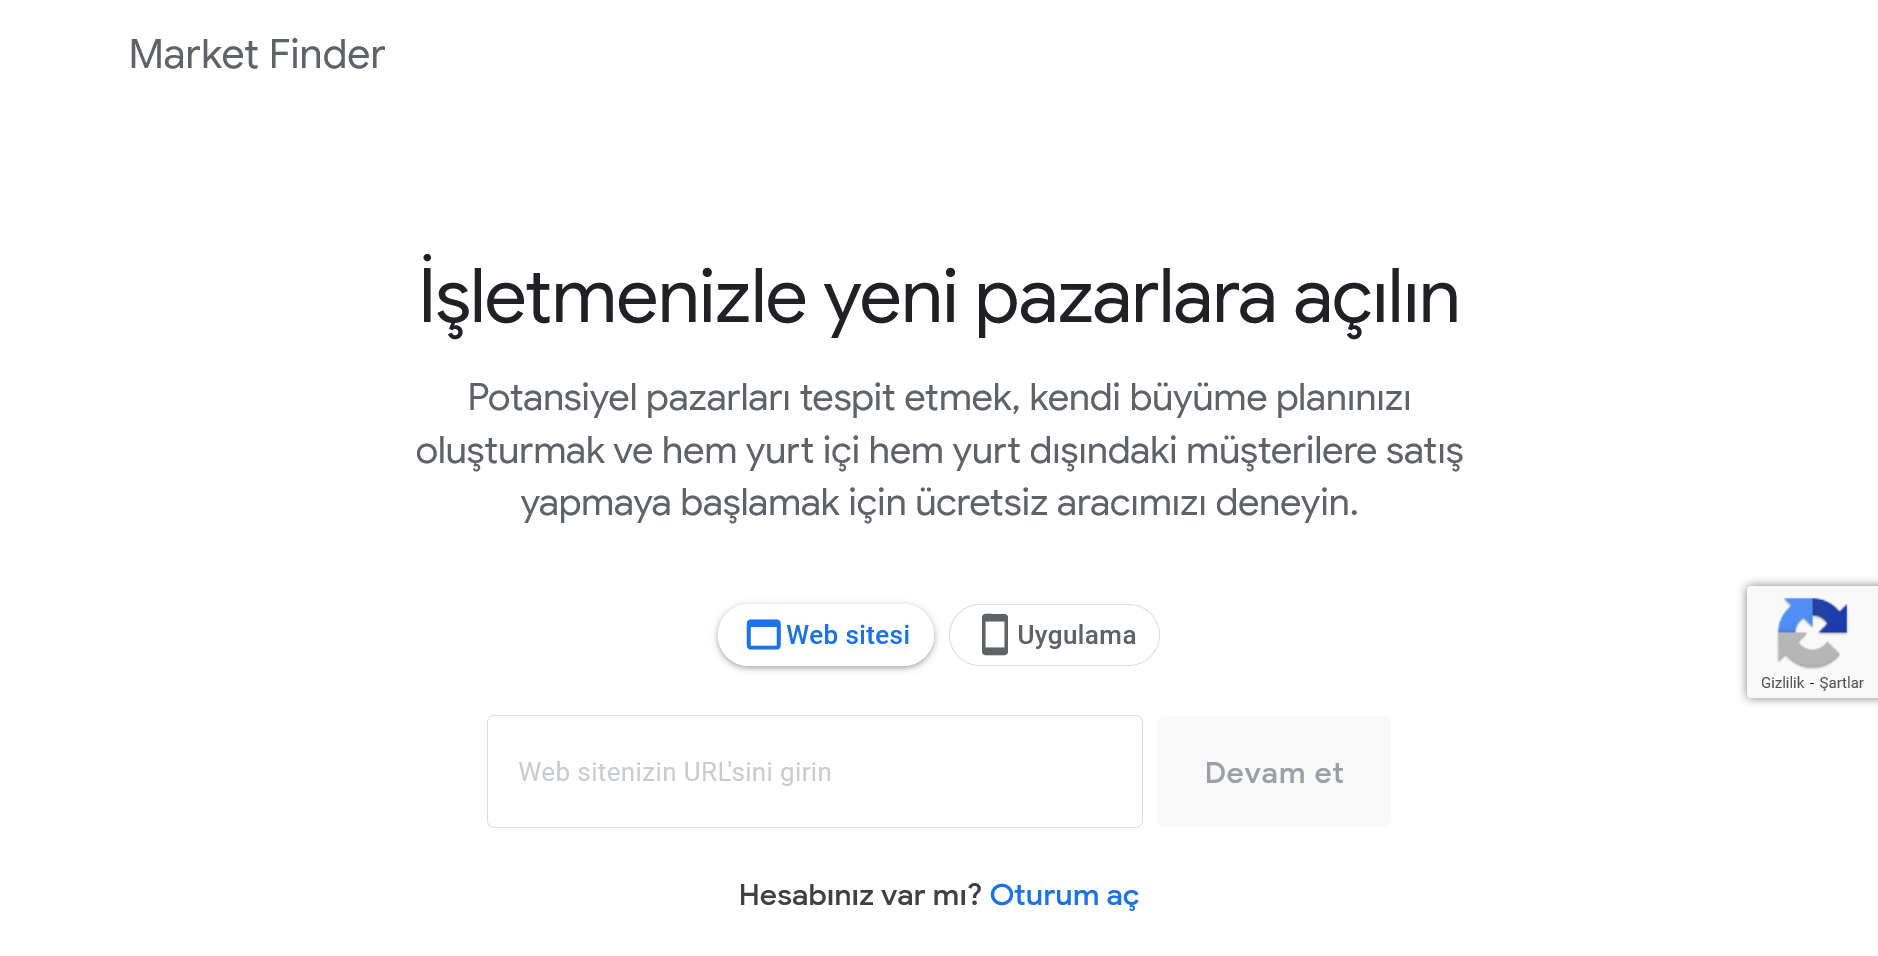 Market Finder
İşletmenizle yeni pazarlara açılın
Potansiyel pazarları tespit etmek, kendi büyüme planınızı
oluşturmak ve hem yurt içi hem yurt dışındaki müşterilere satış
yapmaya başlamak için ücretsiz aracımızı deneyin.
Web sitesi
Uygulama
Gizlilik - Şartlar
Web sitenizin URL'sini girin
Devam et
Hesabınız var mı? Oturum aç